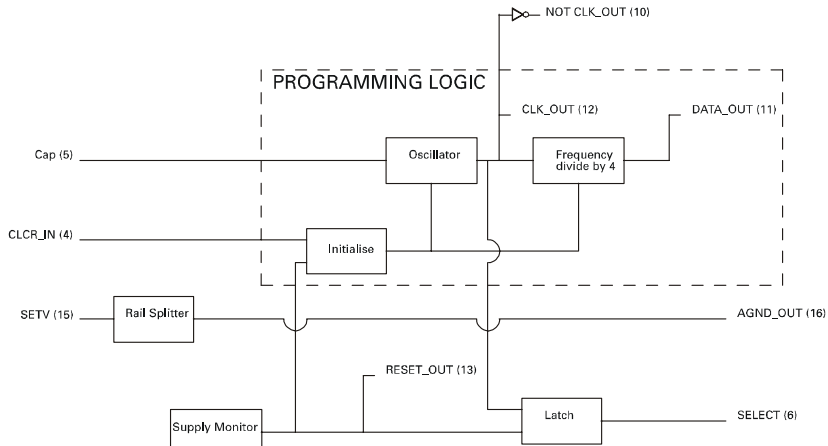 NOT CLK_OUT (10)
PROGRAMMING LOGIC
CLK_OUT (12)
DATA_OUT (11)
Cap (5)
Oscillator
Frequency
divide by 4
CLCR_IN (4)
Initialise
SETV (15)
Rail Splitter
AGND_OUT (16)
RESET_OUT (13)
Supply Monitor
Latch
SELECT (6)